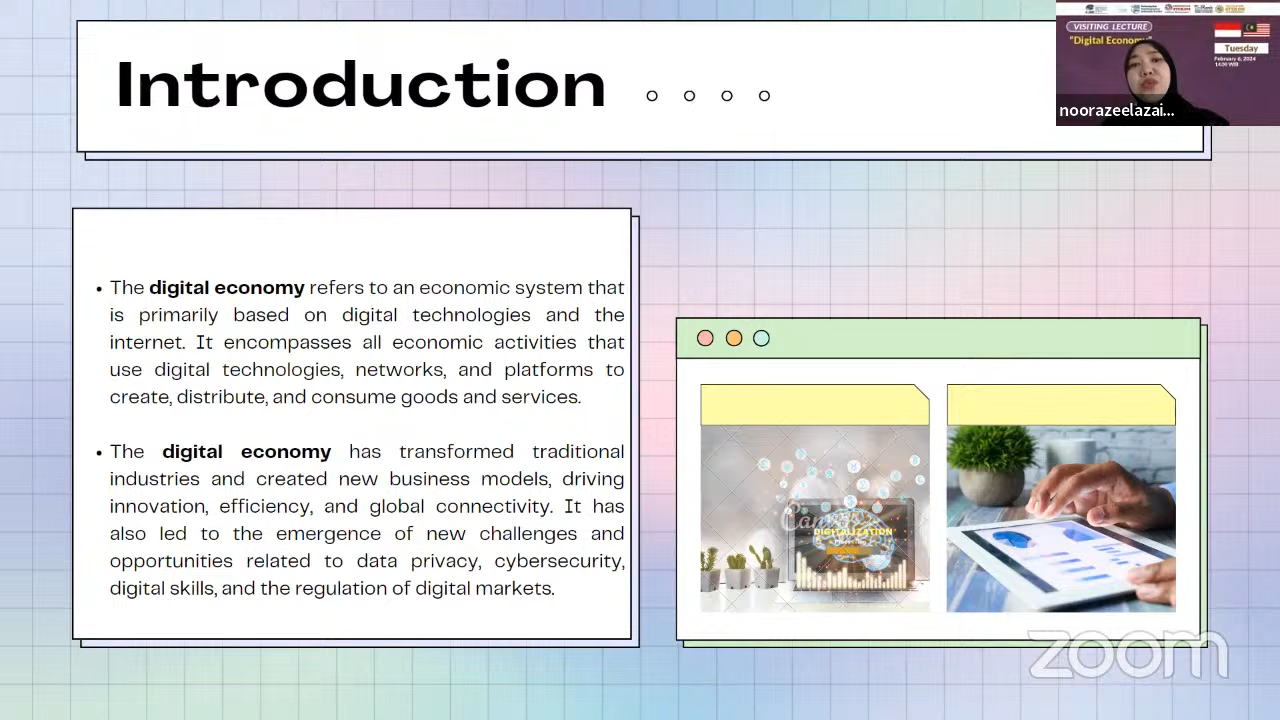 Introduction
VISITING LECTURE
"Digital Economy"
Tuesday
February 6, 2024
14.00 WIB
noorazeelazai...
• The digital economy refers to an economic system that
is primarily based on digital technologies and the
internet. It encompasses all economic activities that
use digital technologies, networks, and platforms to
create, distribute, and consume goods and services.
• The digital economy has transformed traditional
industries and created new business models, driving
innovation, efficiency, and global connectivity. It has
also led to the emergence of new challenges and
opportunities related to data privacy, cybersecurity,
digital skills, and the regulation of digital markets.
Canva
DIGITALIZATION
zoom